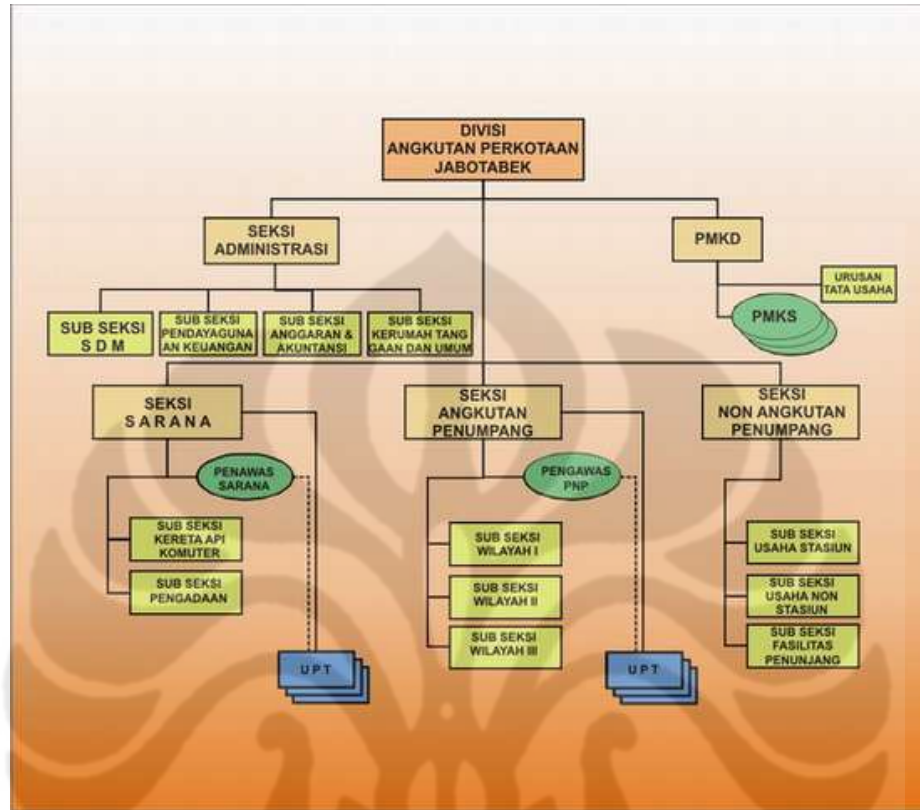 DIVISI
ANGKUTAN PERKOTAAN
JABOTABEK
SEKSI
ADMINISTRASI
PMKD
URUSAN
TATA USAHA
PMKS
SUB SEKSI
S D M
SUB SEKSI
PENDAYAGUNA
AN KEUANGAN
SUB SEKSI
ANGGARAN &
AKUNTANSI
SUB SEKSI
KERUMAH TANG
GAAN DAN UMUM
SEKSI
S A R A N A
SEKSI
ANGKUTAN
PENUMPANG
SEKSI
NON ANGKUTAN
PENUMPANG
PENAWAS
SARANA
PENGAWAS
PNP
SUB SEKSI
KERETA API
KOMUTER
SUB SEKSI
PENGADAAN
SUB SEKSI
WILAYAH I
SUB SEKSI
WILAYAH II
SUB SEKSI
WILAYAH III
SUB SEKSI
USAHA STASIUN
SUB SEKSI
USAHA NON
STASIUN
SUB SEKSI
FASILITAS
PENUNJANG
U P T
U P T